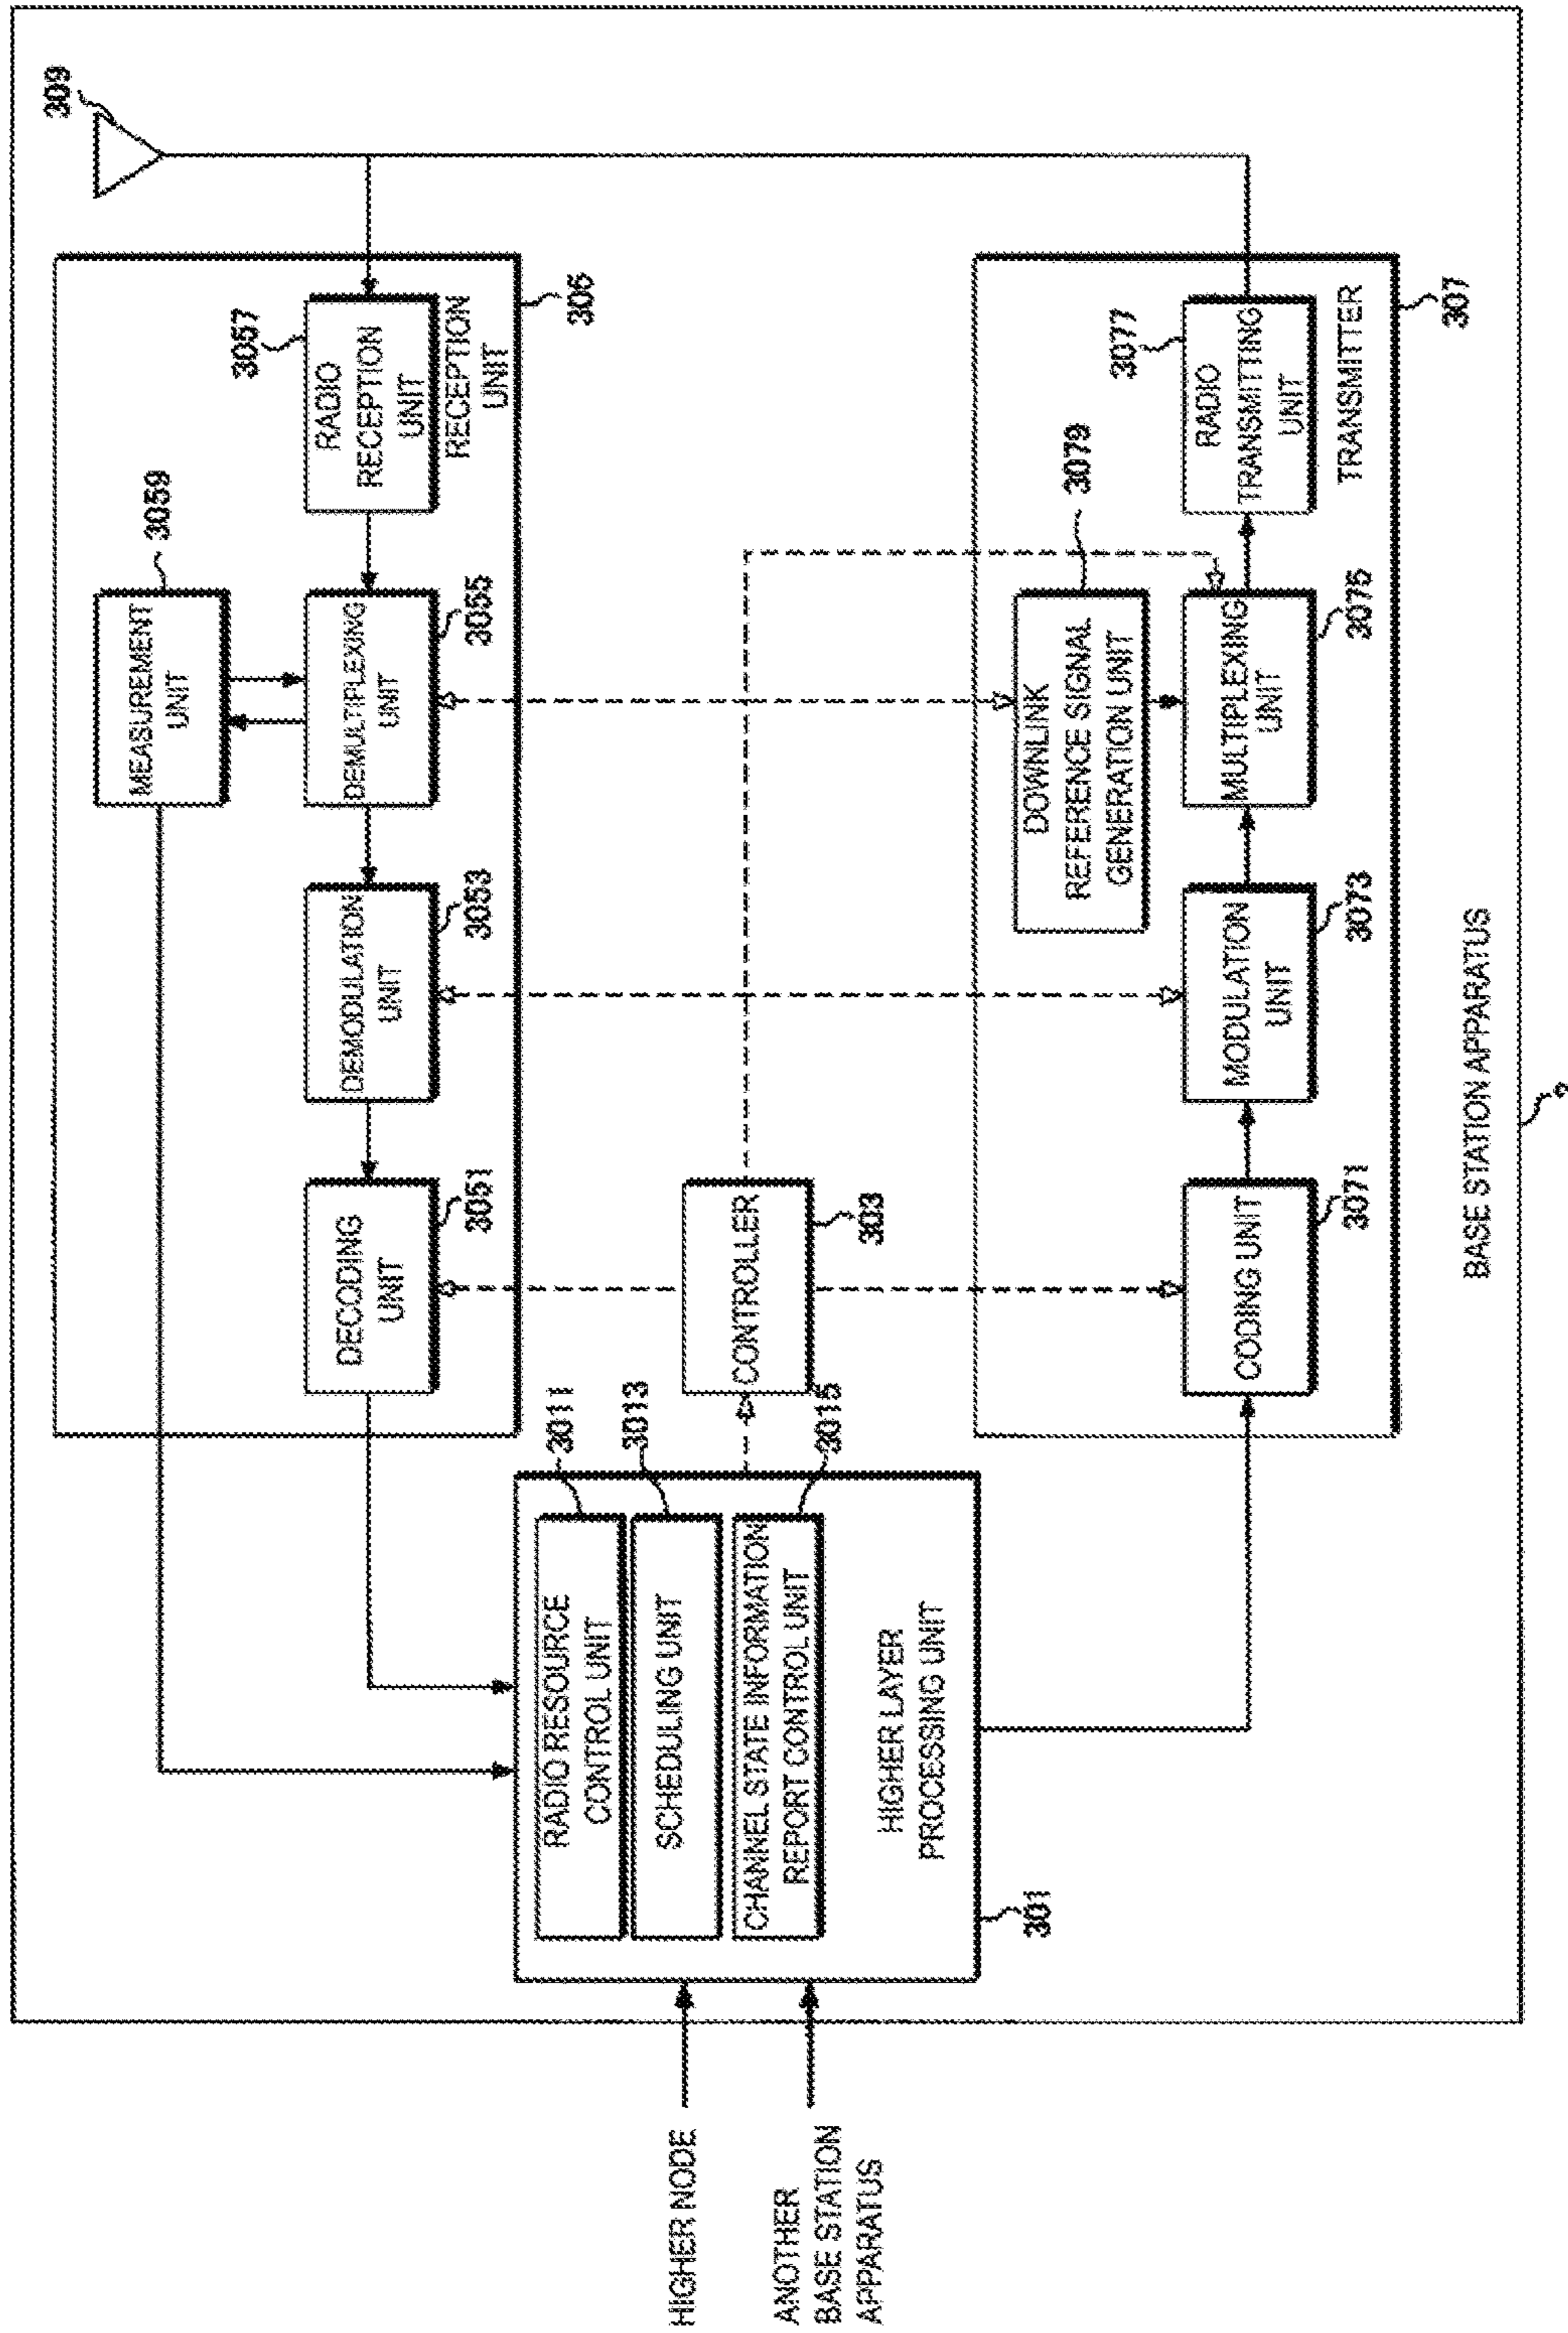 309
3059
MEASUREMENT
UNIT
3057
DECODING
UNIT
3051
DEMODULATION
UNIT
3053
DEMULTIPLEXING
UNIT
3055
RADIO
RECEPTION
UNIT
RECEPTION
UNIT
306
3011
RADIO RESOURCE
CONTROL UNIT
3013
SCHEDULING UNIT
3015
CHANNEL STATE INFORMATION
REPORT CONTROL UNIT
HIGHER LAYER
PROCESSING UNIT
301
HIGHER NODE
ANOTHER
BASE STATION
APPARATUS
CONTROLLER
303
3079
DOWNLINK
REFERENCE SIGNAL
GENERATION UNIT
3077
CODING UNIT
3071
MODULATION
UNIT
3073
MULTIPLEXING
UNIT
3075
RADIO
TRANSMITTING
UNIT
TRANSMITTER
307
BASE STATION APPARATUS
3